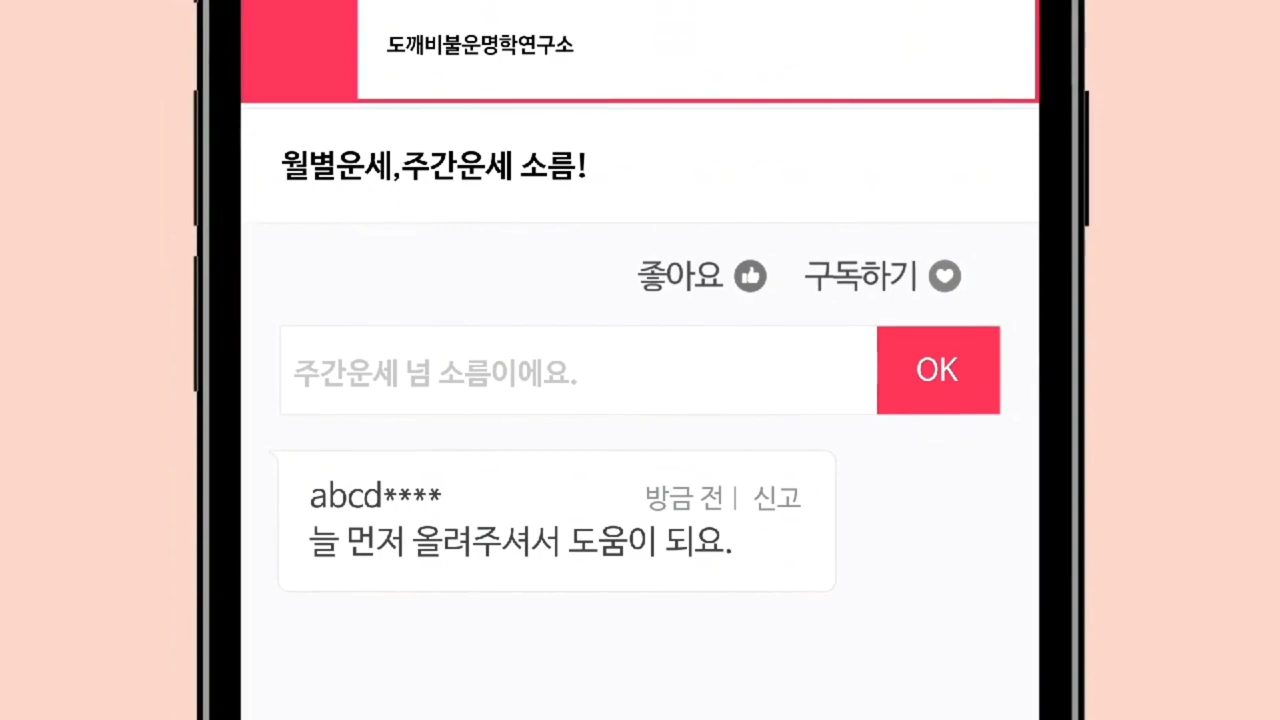 도깨비불운명학연구소
월별운세,주간운세 소름!
좋아요 구독하기
주간운세 넘 소름이에요.
OK
abcd****
방금 전 | 신고
늘 먼저 올려주셔서 도움이 되요.